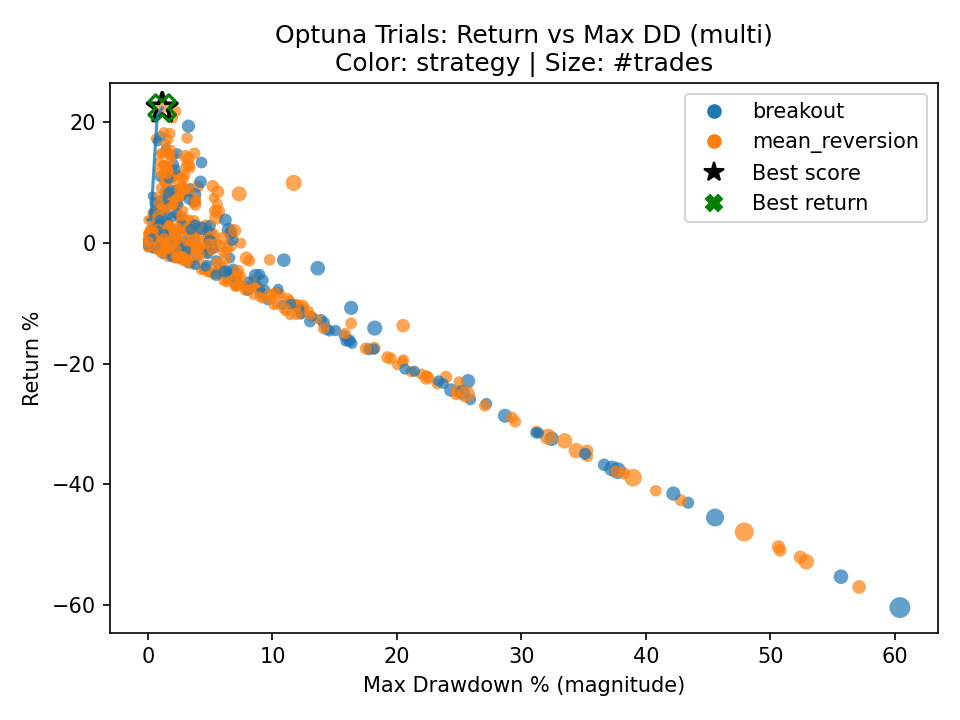 Optuna Trials: Return vs Max DD (multi)
Color: strategy | Size: #trades
breakout
mean_reversion
Best score
Best return
20
0
−20
−40
−60
Return %
0 10 20 30 40 50 60
Max Drawdown % (magnitude)